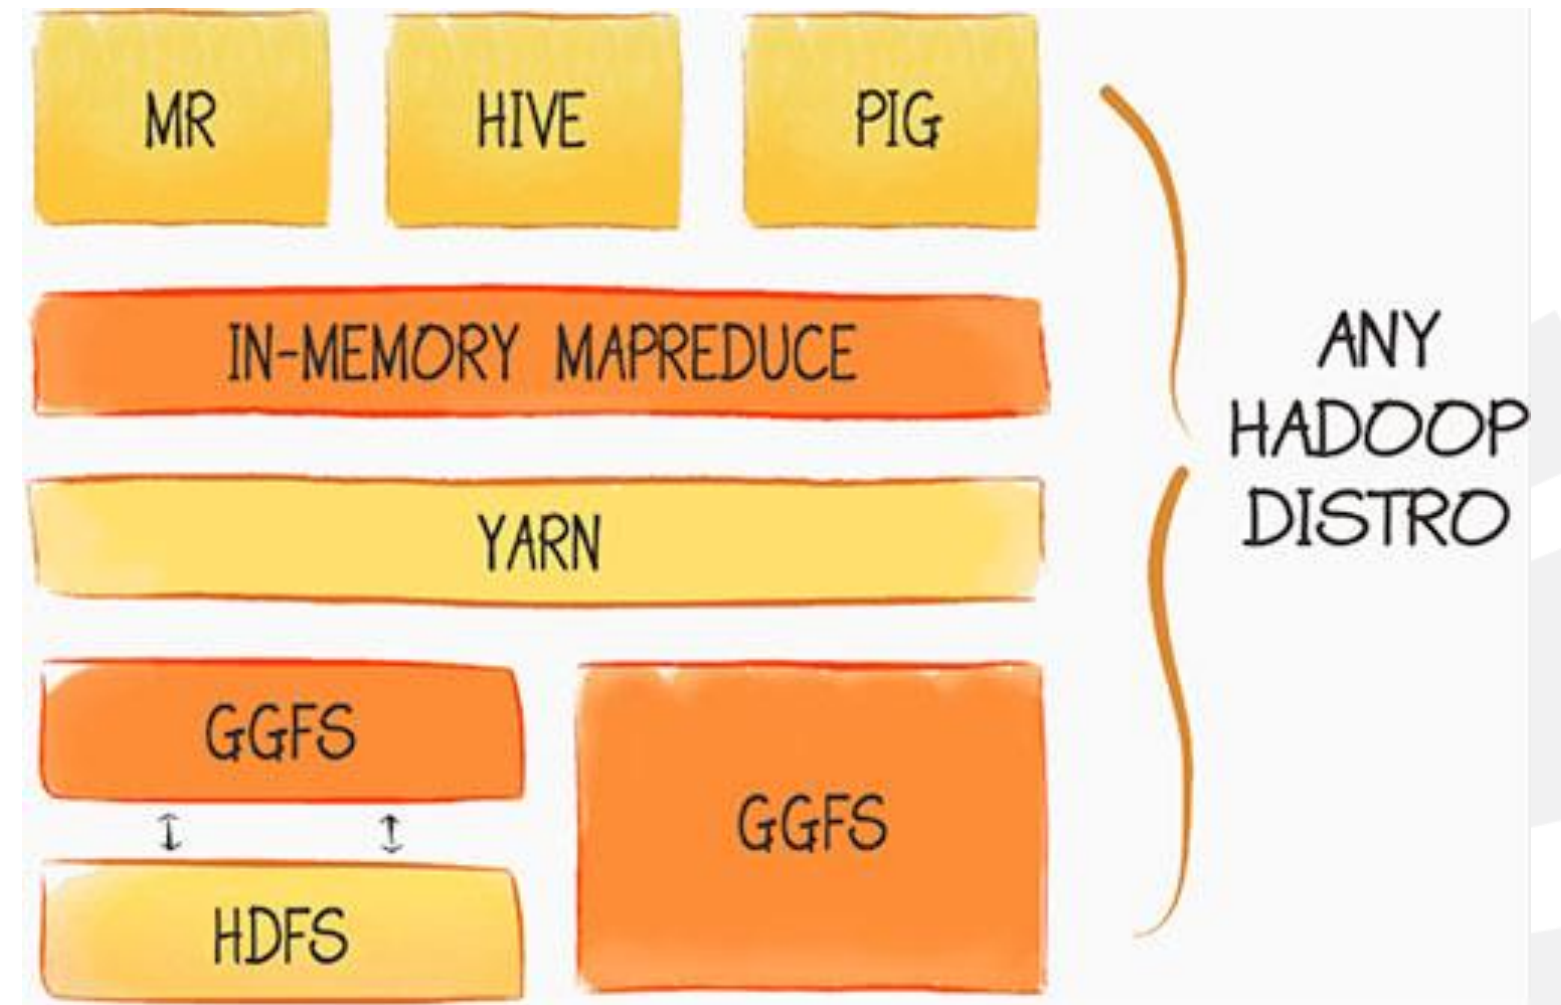 MR
HIVE
PIG
IN-MEMORY MAPREDUCE
YARN
GGFS
HDFS
GGFS
ANY
HADOOP
DISTRO